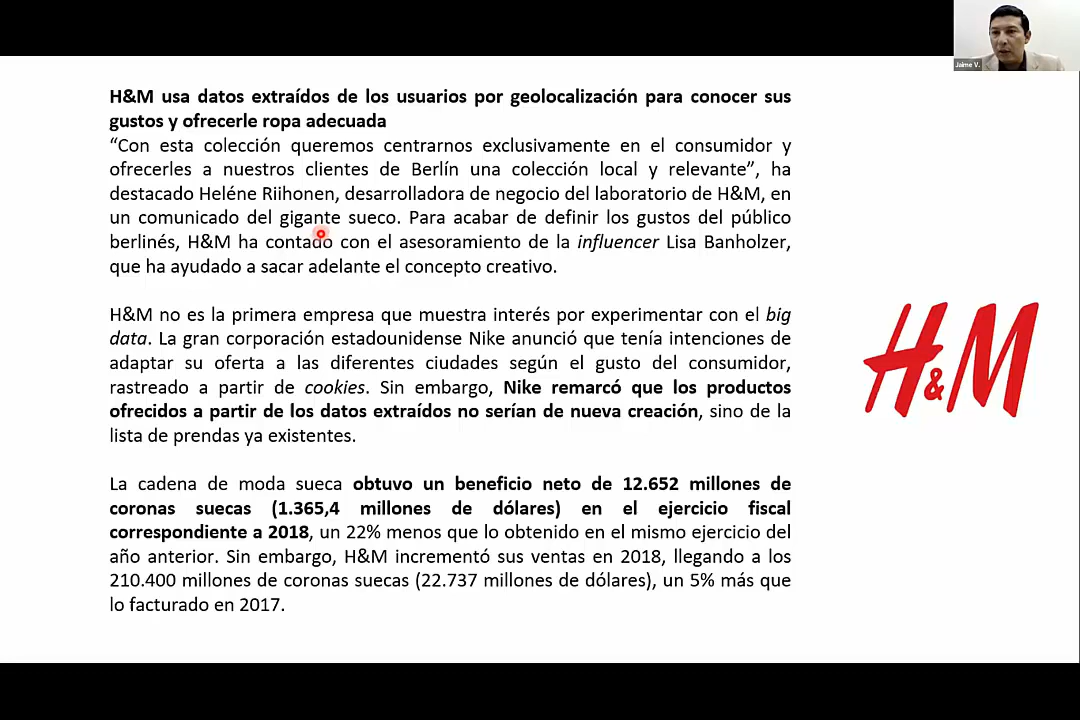 Jaime V.
H&M usa datos extraídos de los usuarios por geolocalización para conocer sus
gustos y ofrecerle ropa adecuada
“Con esta colección queremos centrarnos exclusivamente en el consumidor y
ofrecerles a nuestros clientes de Berlín una colección local y relevante”, ha
destacado Heléne Riihonen, desarrolladora de negocio del laboratorio de H&M, en
un comunicado del gigante sueco. Para acabar de definir los gustos del público
berlinés, H&M ha contado con el asesoramiento de la influencer Lisa Banholzer,
que ha ayudado a sacar adelante el concepto creativo.
H&M no es la primera empresa que muestra interés por experimentar con el big
data. La gran corporación estadounidense Nike anunció que tenía intenciones de
adaptar su oferta a las diferentes ciudades según el gusto del consumidor,
rastreado a partir de cookies. Sin embargo, Nike remarcó que los productos
ofrecidos a partir de los datos extraídos no serían de nueva creación, sino de la
lista de prendas ya existentes.
La cadena de moda sueca obtuvo un beneficio neto de 12.652 millones de
coronas suecas (1.365,4 millones de dólares) en el ejercicio fiscal
correspondiente a 2018, un 22% menos que lo obtenido en el mismo ejercicio del
año anterior. Sin embargo, H&M incrementó sus ventas en 2018, llegando a los
210.400 millones de coronas suecas (22.737 millones de dólares), un 5% más que
lo facturado en 2017.
H&M